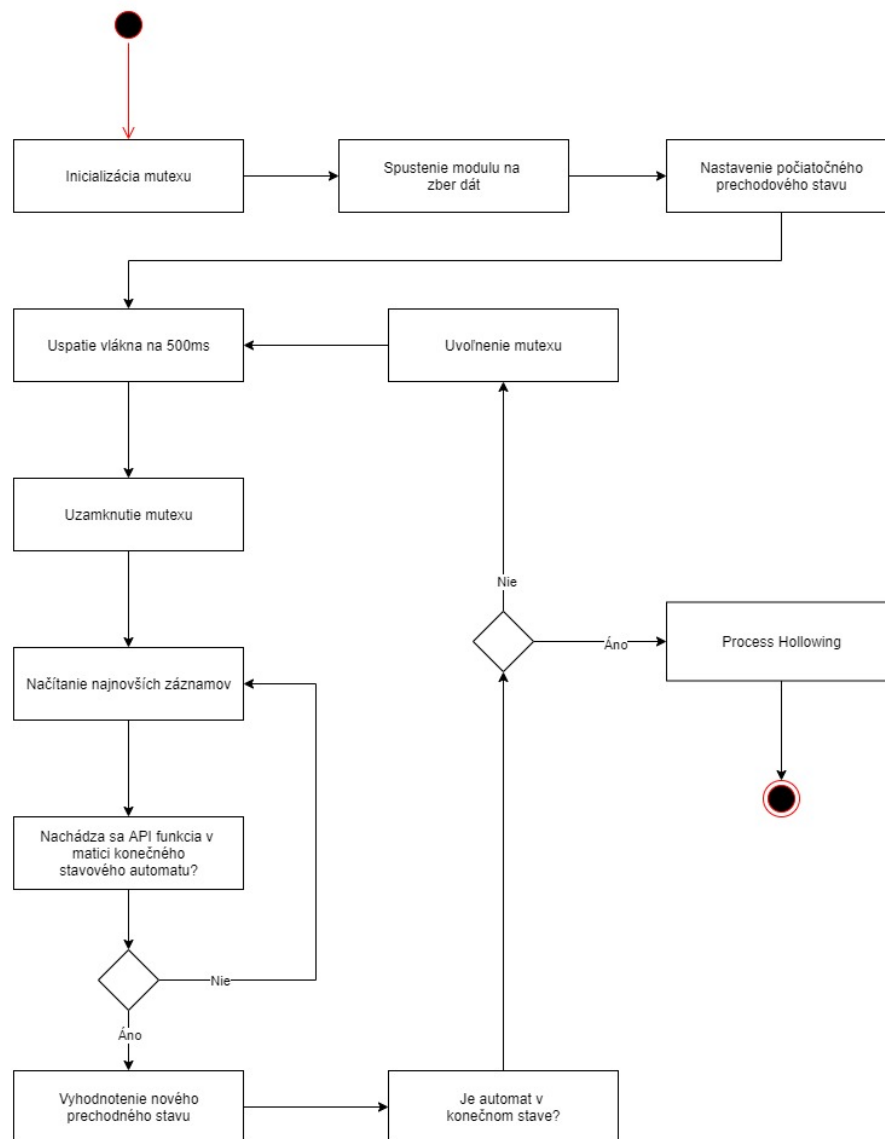 Inicializácia mutexu
Spustenie modulu na
zber dát
Nastavenie počiatočného
prechodového stavu
Uspatie vlákna na 500ms
Uvoľnenie mutexu
Uzamknutie mutexu
Nie
Áno
Process Hollowing
Načítanie najnovších záznamov
Nachádza sa API funkcia v
matici konečného
stavového automatu?
Nie
Áno
Vyhodnotenie nového
prechodného stavu
Je automat v
konečnom stave?